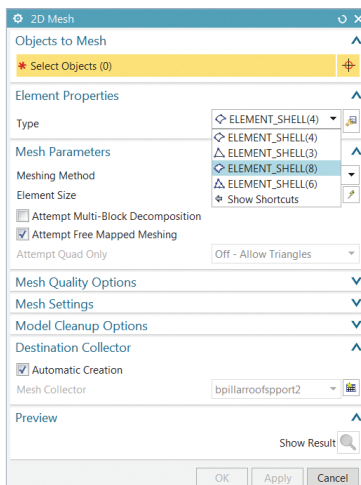 2D Mesh
Objects to Mesh
* Select Objects (0)
Element Properties
Type ELEMENT_SHELL(4)
ELEMENT_SHELL(4)
ELEMENT_SHELL(3)
ELEMENT_SHELL(8)
ELEMENT_SHELL(6)
Show Shortcuts
Mesh Parameters
Meshing Method
Element Size
Attempt Multi-Block Decomposition
Attempt Free Mapped Meshing
Attempt Quad Only Off - Allow Triangles
Mesh Quality Options
Mesh Settings
Model Cleanup Options
Destination Collector
Automatic Creation
Mesh Collector bpillarroofspport2
Preview
Show Result
OK Apply Cancel